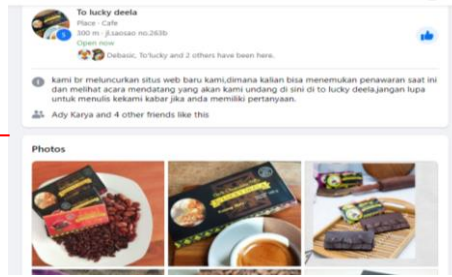 To lucky deela
Place · Cafe
300 m · jl.saosao no.263b
Open now
Debasic, To'lucky and 2 others have been here.
kami br meluncurkan situs web baru kami,dimana kalian bisa menemukan penawaran saat ini
dan melihat acara mendatang yang akan kami undang di sini di to lucky deela.jangan lupa
untuk menulis kekami kabar jika anda memiliki pertanyaan.
Ady Karya and 4 other friends like this
Photos